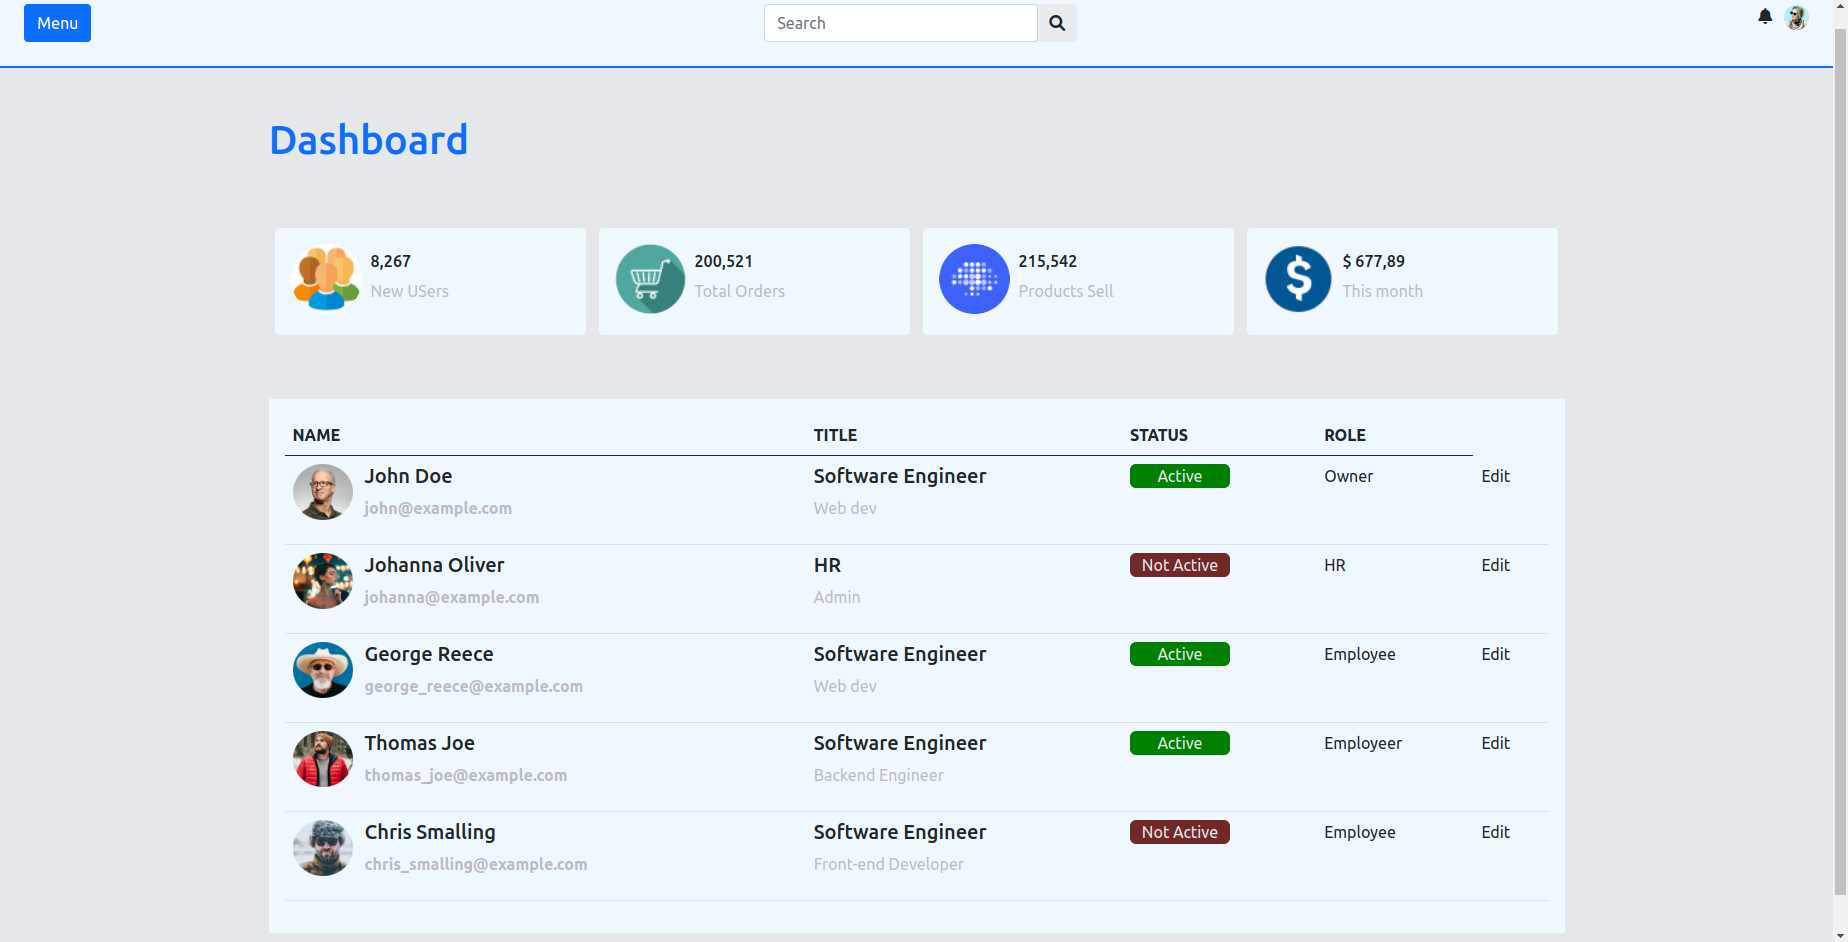 Menu
Search
Dashboard
8,267
New USers
200,521
Total Orders
215,542
Products Sell
$ 677,89
This month
NAME TITLE STATUS ROLE
John Doe Software Engineer Active Owner Edit
john@example.com Web dev
Johanna Oliver HR Not Active HR Edit
johanna@example.com Admin
George Reece Software Engineer Active Employee Edit
george_reece@example.com Web dev
Thomas Joe Software Engineer Active Employeer Edit
thomas_joe@example.com Backend Engineer
Chris Smalling Software Engineer Not Active Employee Edit
chris_smalling@example.com Front-end Developer